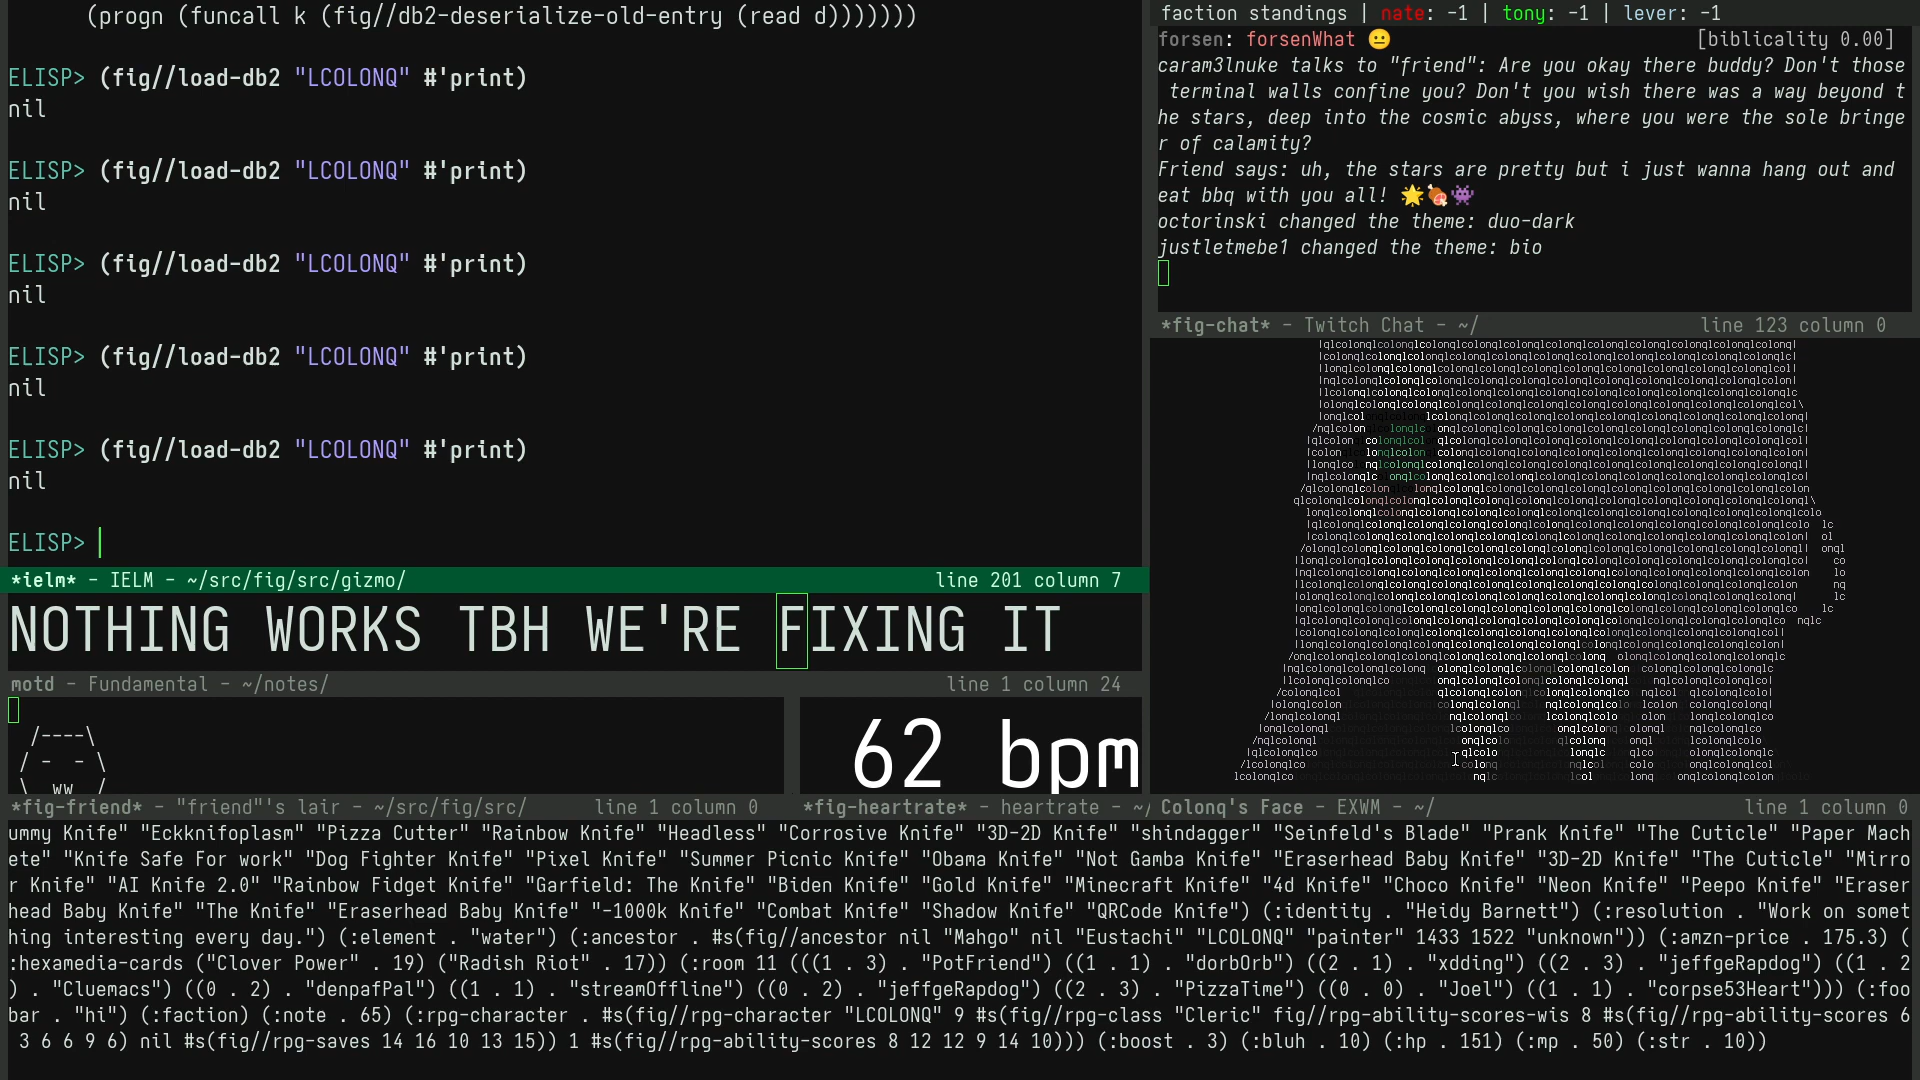 (progn (funcall k (fig//db2-deserialize-old-entry (read d)))))))
ELISP> (fig//load-db2 "LCOLONQ" #'print)
nil
ELISP> (fig//load-db2 "LCOLONQ" #'print)
nil
ELISP> (fig//load-db2 "LCOLONQ" #'print)
nil
ELISP> (fig//load-db2 "LCOLONQ" #'print)
nil
ELISP> (fig//load-db2 "LCOLONQ" #'print)
nil
ELISP>
*ielm* - IELM - ~/src/fig/src/gizmo/ line 201 column 7
NOTHING WORKS TBH WE'RE FIXING IT
motd - Fundamental - ~/notes/ line 1 column 24
/----\
/ - - \
\ ww /
62 bpm
*fig-friend* - "friend"'s lair - ~/src/fig/src/ line 1 column 0
*fig-heartrate* - heartrate - ~/
faction standings | nate: -1 | tony: -1 | lever: -1
forsen: forsenWhat 😐 [biblicality 0.00]
caram3lnuke talks to "friend": Are you okay there buddy? Don't those
terminal walls confine you? Don't you wish there was a way beyond t
he stars, deep into the cosmic abyss, where you were the sole bringe
r of calamity?
Friend says: uh, the stars are pretty but i just wanna hang out and
eat bbq with you all! 🌟🍖👾
octorinski changed the theme: duo-dark
justletmebe1 changed the theme: bio
*fig-chat* - Twitch Chat - ~/ line 123 column 0
Colonq's Face - EXWM - ~/ line 1 column 0
ummy Knife" "Eckknifoplasm" "Pizza Cutter" "Rainbow Knife" "Headless" "Corrosive Knife" "3D-2D Knife" "shindagger" "Seinfeld's Blade" "Prank Knife" "The Cuticle" "Paper Mach
ete" "Knife Safe For work" "Dog Fighter Knife" "Pixel Knife" "Summer Picnic Knife" "Obama Knife" "Not Gamba Knife" "Eraserhead Baby Knife" "3D-2D Knife" "The Cuticle" "Mirro
r Knife" "AI Knife 2.0" "Rainbow Fidget Knife" "Garfield: The Knife" "Biden Knife" "Gold Knife" "Minecraft Knife" "4d Knife" "Choco Knife" "Neon Knife" "Peepo Knife" "Eraser
head Baby Knife" "The Knife" "Eraserhead Baby Knife" "-1000k Knife" "Combat Knife" "Shadow Knife" "QRCode Knife") (:identity . "Heidy Barnett") (:resolution . "Work on somet
hing interesting every day.") (:element . "water") (:ancestor . #s(fig//ancestor nil "Mahgo" nil "Eustachi" "LCOLONQ" "painter" 1433 1522 "unknown")) (:amzn-price . 175.3) (
:hexamedia-cards ("Clover Power" . 19) ("Radish Riot" . 17)) (:room 11 (((1 . 3) . "PotFriend") ((1 . 1) . "dorbOrb") ((2 . 1) . "xdding") ((2 . 3) . "jeffgeRapdog") ((1 . 2
) . "Cluemacs") ((0 . 2) . "denpafPal") ((1 . 1) . "streamOffline") ((0 . 2) . "jeffgeRapdog") ((2 . 3) . "PizzaTime") ((0 . 0) . "Joel") ((1 . 1) . "corpse53Heart"))) (:foo
bar . "hi") (:faction) (:note . 65) (:rpg-character . #s(fig//rpg-character "LCOLONQ" 9 #s(fig//rpg-class "Cleric" fig//rpg-ability-scores-wis 8 #s(fig//rpg-ability-scores 6
3 6 6 9 6) nil #s(fig//rpg-saves 14 16 10 13 15)) 1 #s(fig//rpg-ability-scores 8 12 12 9 14 10))) (:boost . 3) (:bluh . 10) (:hp . 151) (:mp . 50) (:str . 10))